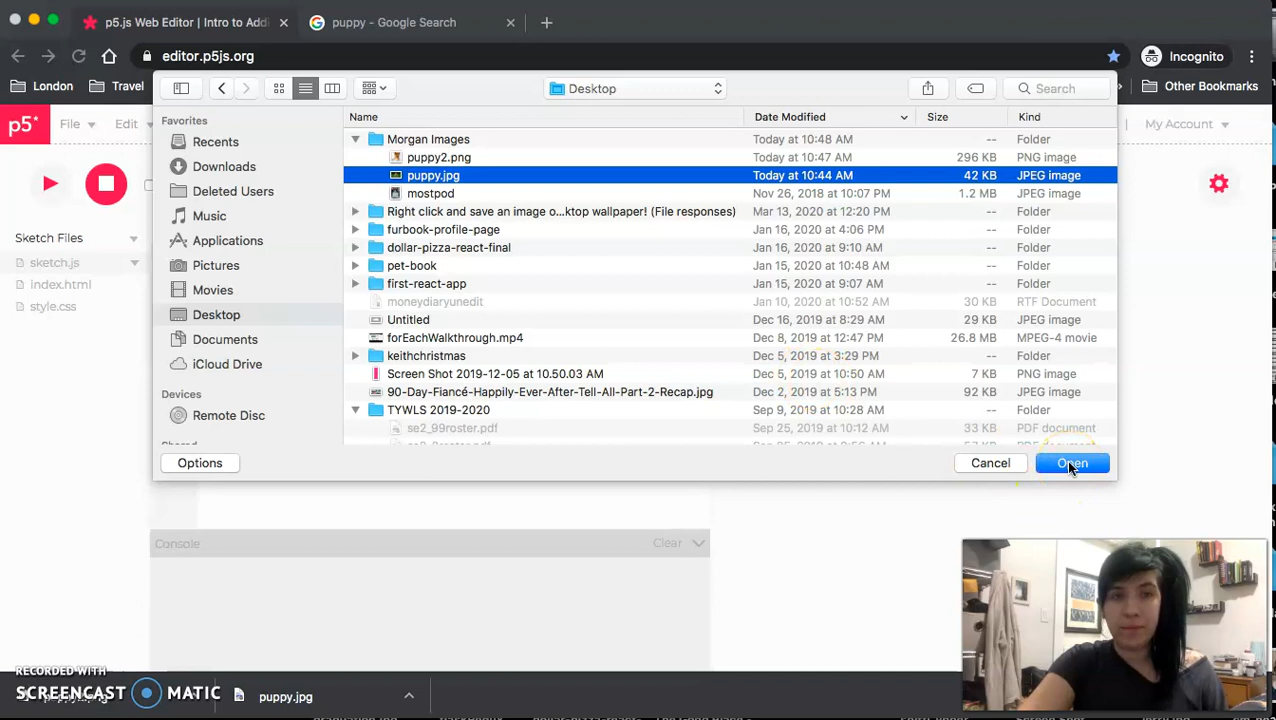 p5.js Web Editor | Intro to Add
puppy - Google Search
editor.p5js.org
Incognito
London
Travel
Other Bookmarks
Desktop
Search
p5*
File
Edit
My Account
Favorites
Recents
Downloads
Deleted Users
Music
Applications
Pictures
Movies
Desktop
Documents
iCloud Drive
Devices
Remote Disc
Name
Date Modified
Size
Kind
Morgan Images
Today at 10:48 AM
--
Folder
puppy2.png
Today at 10:47 AM
296 KB
PNG image
puppy.jpg
Today at 10:44 AM
42 KB
JPEG image
mostpod
Nov 26, 2018 at 10:07 PM
1.2 MB
JPEG image
Right click and save an image o...ktop wallpaper! (File responses)
Mar 13, 2020 at 12:20 PM
--
Folder
furbook-profile-page
Jan 16, 2020 at 4:06 PM
--
Folder
dollar-pizza-react-final
Jan 16, 2020 at 9:10 AM
--
Folder
pet-book
Jan 15, 2020 at 10:48 AM
--
Folder
first-react-app
Jan 15, 2020 at 9:07 AM
--
Folder
moneydiaryunedit
Jan 10, 2020 at 10:52 AM
30 KB
RTF Document
Untitled
Dec 16, 2019 at 8:29 AM
29 KB
JPEG image
forEachWalkthrough.mp4
Dec 8, 2019 at 12:47 PM
26.8 MB
MPEG-4 movie
keithchristmas
Dec 5, 2019 at 3:29 PM
--
Folder
Screen Shot 2019-12-05 at 10.50.03 AM
Dec 5, 2019 at 10:50 AM
7 KB
PNG image
90-Day-Fiancé-Happily-Ever-After-Tell-All-Part-2-Recap.jpg
Dec 2, 2019 at 5:13 PM
92 KB
JPEG image
TYWLS 2019-2020
Sep 9, 2019 at 10:28 AM
--
Folder
se2_99roster.pdf
Sep 25, 2019 at 10:12 AM
33 KB
PDF document
Options
Cancel
Open
Sketch Files
sketch.js
index.html
style.css
Console
Clear
RECORDED WITH
SCREENCAST MATIC
puppy.jpg